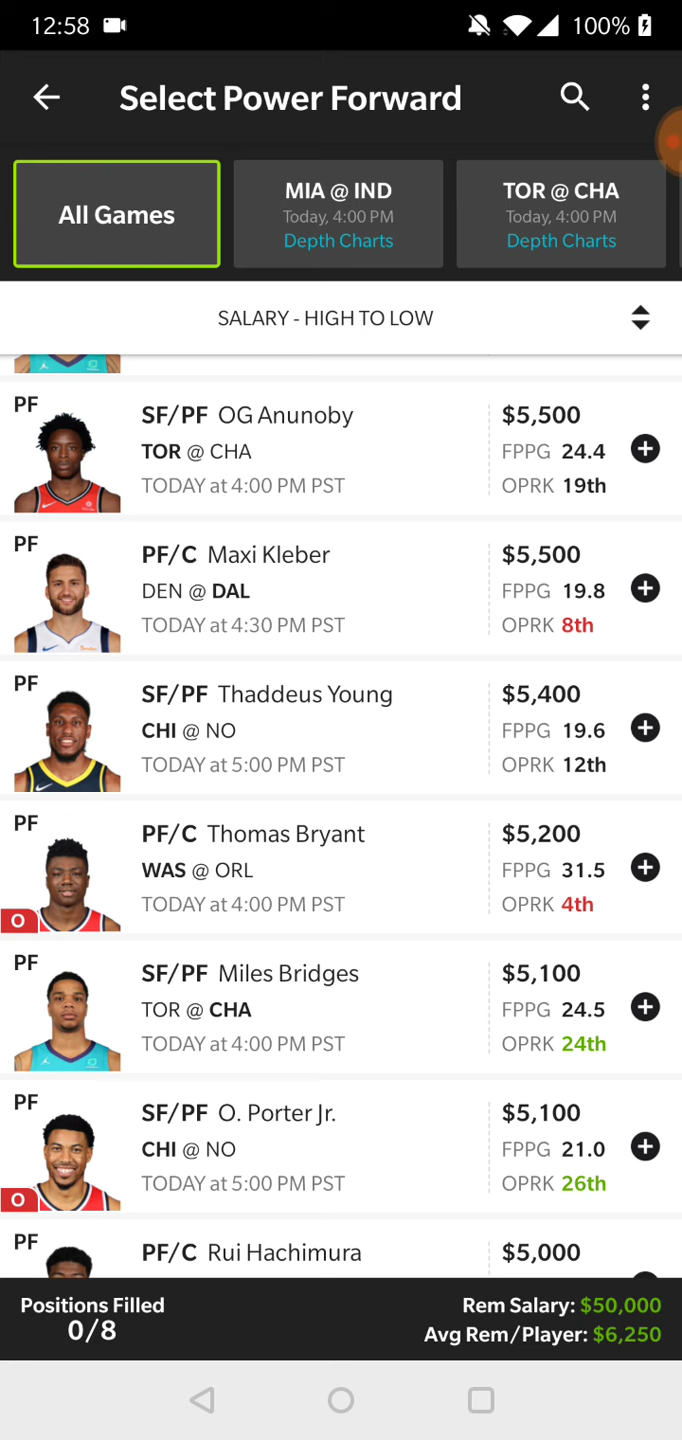 12:58
100%
Select Power Forward
All Games
MIA @ IND
Today, 4:00 PM
Depth Charts
TOR @ CHA
Today, 4:00 PM
Depth Charts
SALARY - HIGH TO LOW
PF
SF/PF OG Anunoby
TOR @ CHA
TODAY at 4:00 PM PST
$5,500
FPPG 24.4
OPRK 19th
PF
PF/C Maxi Kleber
DEN @ DAL
TODAY at 4:30 PM PST
$5,500
FPPG 19.8
OPRK 8th
PF
SF/PF Thaddeus Young
CHI @ NO
TODAY at 5:00 PM PST
$5,400
FPPG 19.6
OPRK 12th
PF
O
PF/C Thomas Bryant
WAS @ ORL
TODAY at 4:00 PM PST
$5,200
FPPG 31.5
OPRK 4th
PF
SF/PF Miles Bridges
TOR @ CHA
TODAY at 4:00 PM PST
$5,100
FPPG 24.5
OPRK 24th
PF
O
SF/PF O. Porter Jr.
CHI @ NO
TODAY at 5:00 PM PST
$5,100
FPPG 21.0
OPRK 26th
PF
PF/C Rui Hachimura
$5,000
Positions Filled
0/8
Rem Salary: $50,000
Avg Rem/Player: $6,250